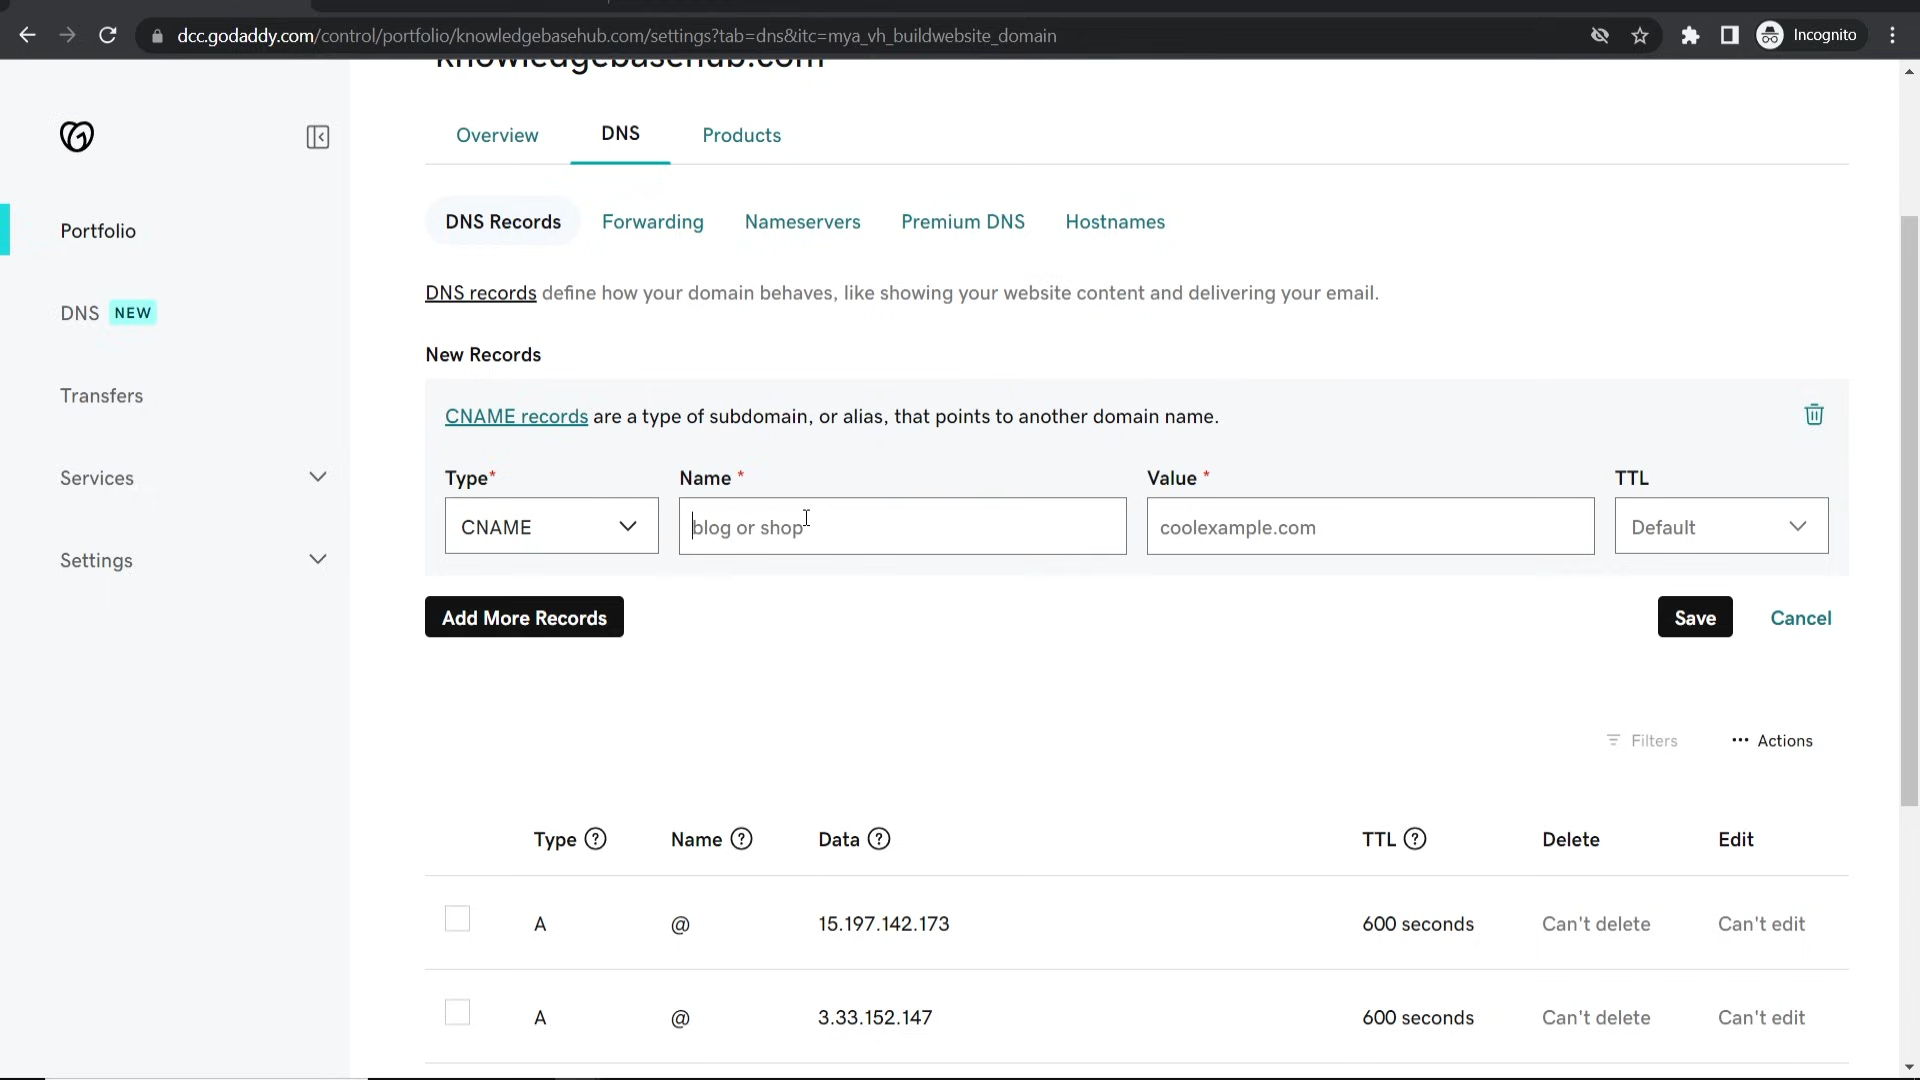 dcc.godaddy.com/control/portfolio/knowledgebasehub.com/settings?tab=dns&itc=mya_vh_buildwebsite_domain
Incognito
knowledgebasehub.com
Overview
DNS
Products
Portfolio
DNS Records
Forwarding
Nameservers
Premium DNS
Hostnames
DNS records define how your domain behaves, like showing your website content and delivering your email.
DNS NEW
New Records
Transfers
CNAME records are a type of subdomain, or alias, that points to another domain name.
Services
Type*
Name *
Value *
TTL
CNAME
blog or shop
coolexample.com
Default
Settings
Add More Records
Save
Cancel
Filters
••• Actions
Type ?
Name ?
Data ?
TTL ?
Delete
Edit
A
@
15.197.142.173
600 seconds
Can't delete
Can't edit
A
@
3.33.152.147
600 seconds
Can't delete
Can't edit